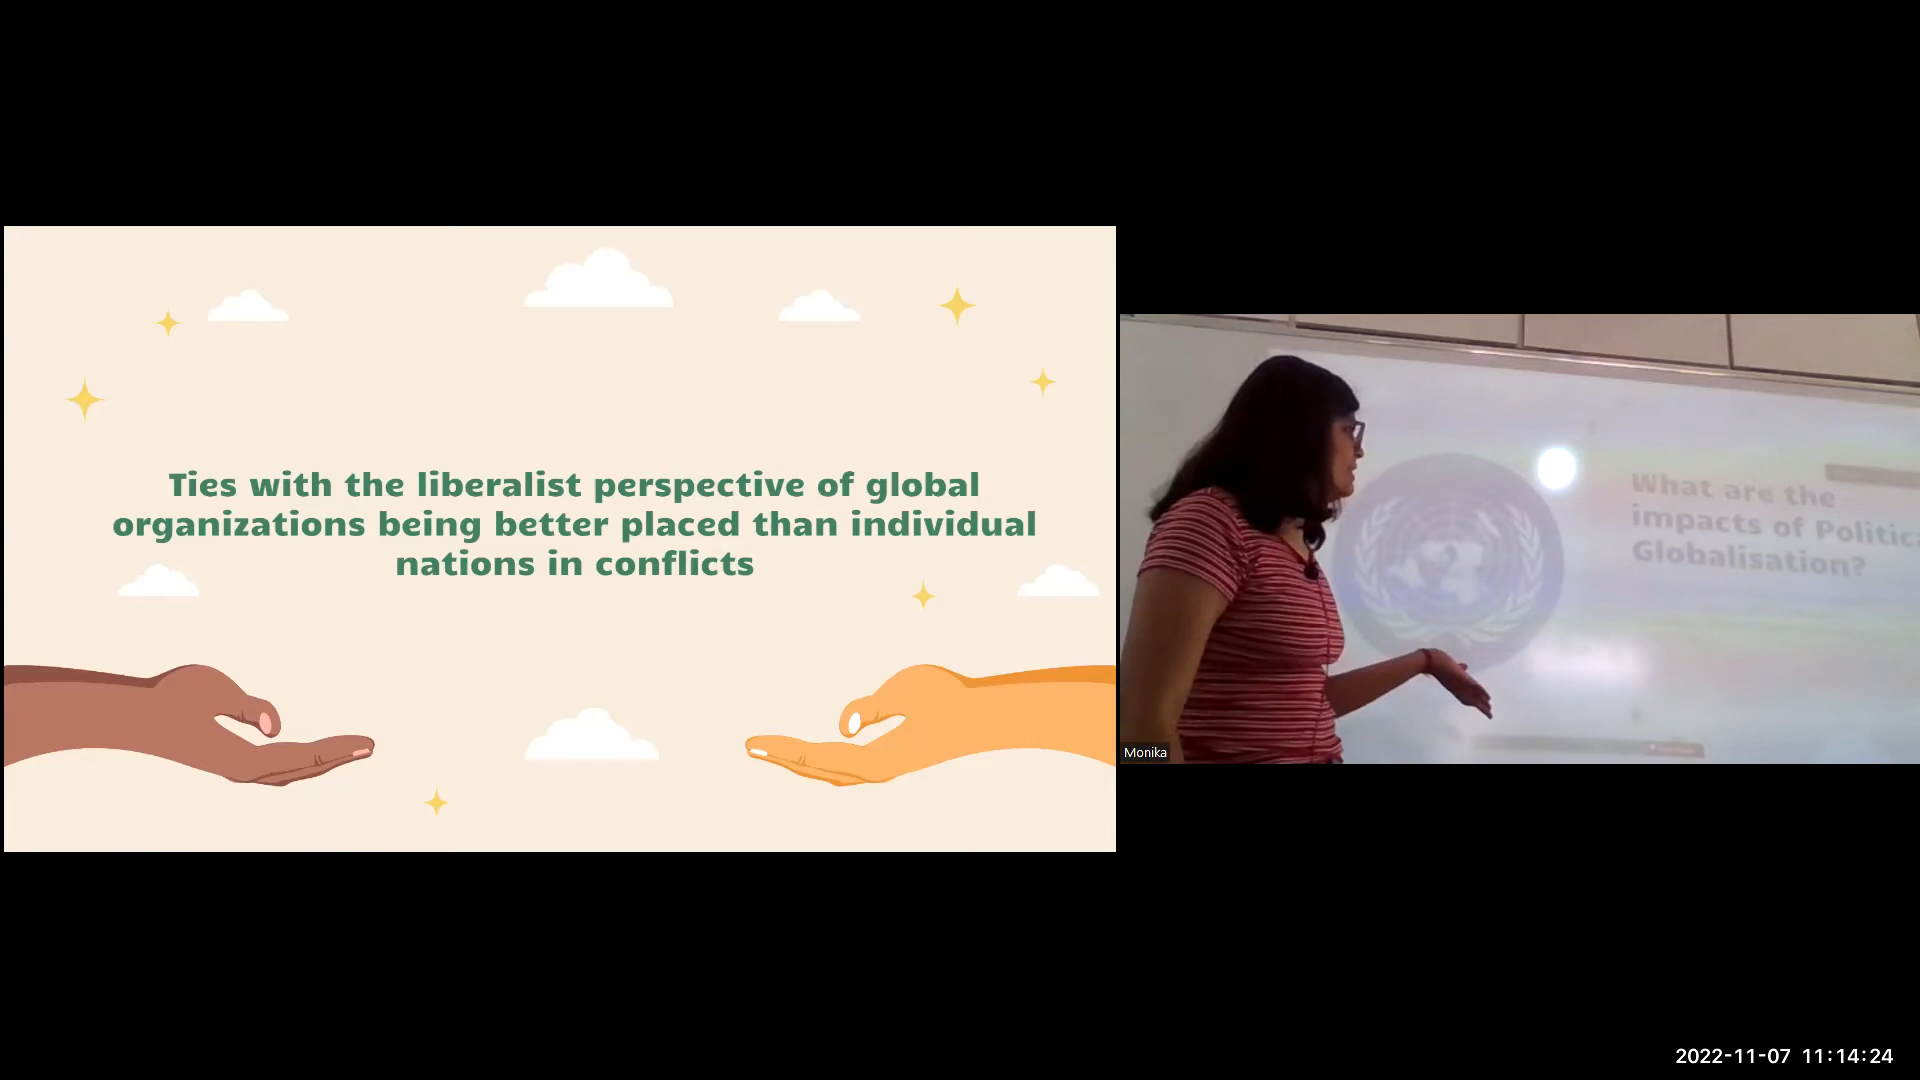 Ties with the liberalist perspective of global
organizations being better placed than individual
nations in conflicts
What are the
impacts of Politica
Globalisation?
Monika
2022-11-07 11:14:24